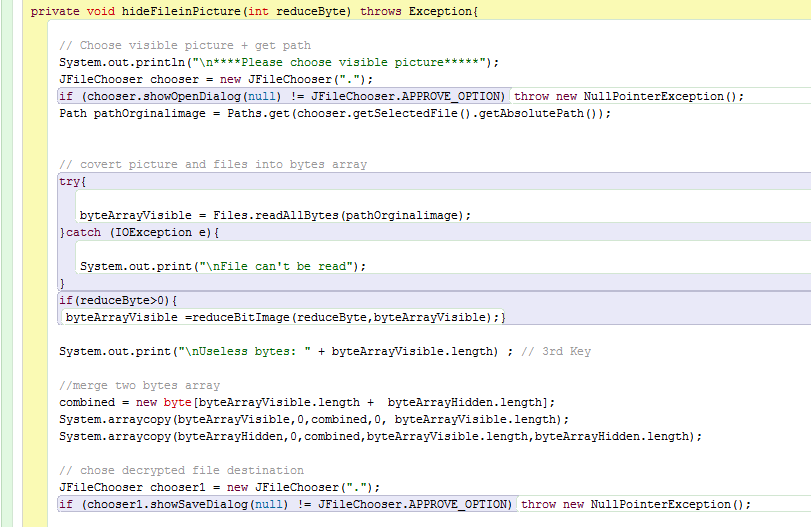 private void hideFileinPicture(int reduceByte) throws Exception{
// Choose visible picture + get path
System.out.println("\n****Please choose visible picture*****");
JFileChooser chooser = new JFileChooser(".");
if (chooser.showOpenDialog(null) != JFileChooser.APPROVE_OPTION) throw new NullPointerException();
Path pathOrginalimage = Paths.get(chooser.getSelectedFile().getAbsolutePath());
// covert picture and files into bytes array
try{
byteArrayVisible = Files.readAllBytes(pathOrginalimage);
}catch (IOException e){
System.out.print("\nFile can't be read");
}
if(reduceByte>0){
byteArrayVisible =reduceBitImage(reduceByte,byteArrayVisible);}
System.out.print("\nUseless bytes: " + byteArrayVisible.length) ; // 3rd Key
//merge two bytes array
combined = new byte[byteArrayVisible.length +  byteArrayHidden.length];
System.arraycopy(byteArrayVisible,0,combined,0, byteArrayVisible.length);
System.arraycopy(byteArrayHidden,0,combined,byteArrayVisible.length,byteArrayHidden.length);
// chose decrypted file destination
JFileChooser chooser1 = new JFileChooser(".");
if (chooser1.showSaveDialog(null) != JFileChooser.APPROVE_OPTION) throw new NullPointerException();